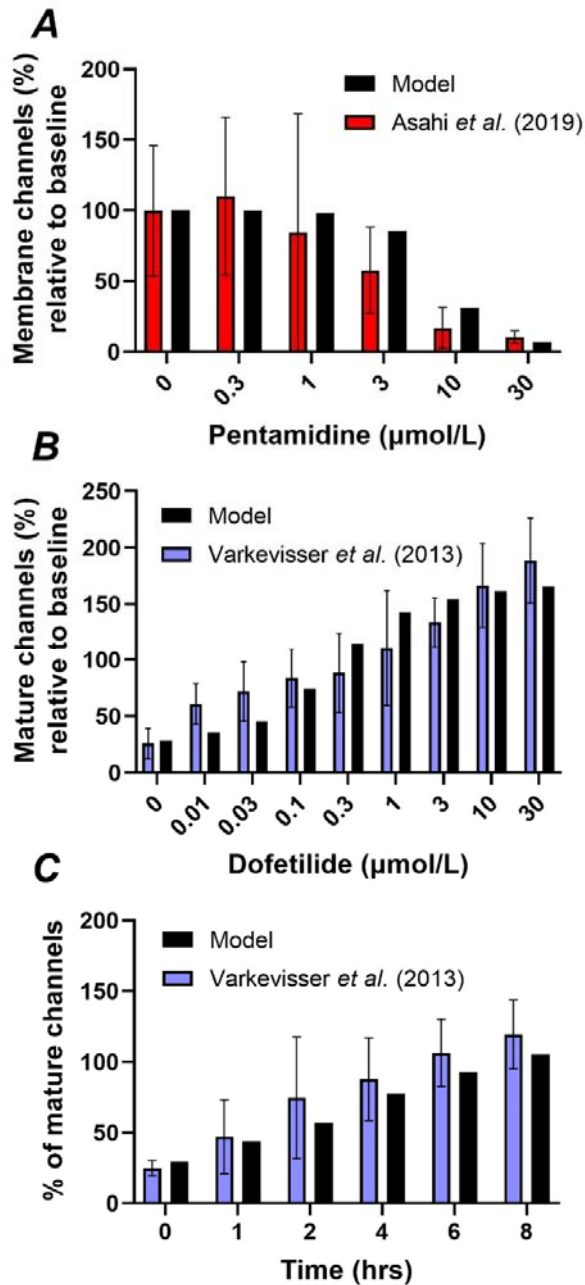 A
Membrane channels (%)
relative to baseline
200
150
100
50
0
Model
Asahi et al. (2019)
0
0.3
1
3
10
30
Pentamidine (µmol/L)
B
Mature channels (%)
relative to baseline
250
200
150
100
50
0
Model
Varkevisser et al. (2013)
0
0.01
0.03
0.1
0.3
1
3
10
30
Dofetilide (µmol/L)
C
% of mature channels
200
150
100
50
0
Model
Varkevisser et al. (2013)
0
1
2
4
6
8
Time (hrs)